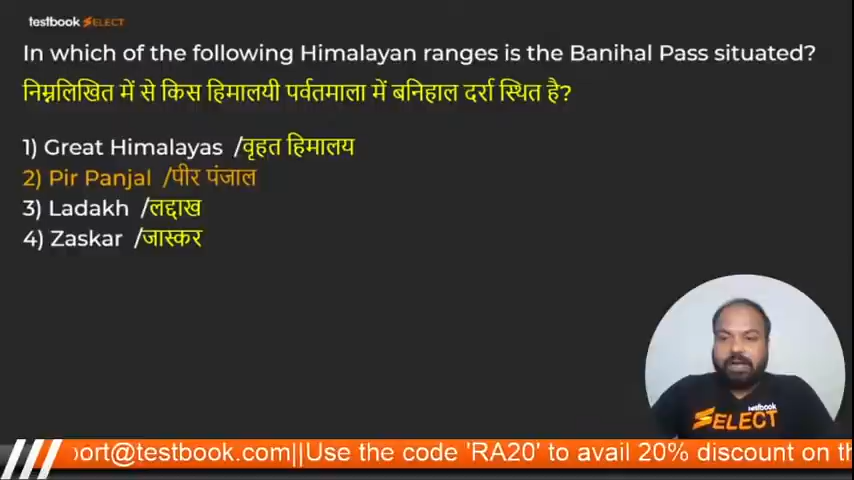 testbook SELECT
In which of the following Himalayan ranges is the Banihal Pass situated?
निम्नलिखित में से किस हिमालयी पर्वतमाला में बनिहाल दर्रा स्थित है?
1) Great Himalayas /वृहत हिमालय
2) Pir Panjal /पीर पंजाल
3) Ladakh /लद्दाख
4) Zaskar /जास्कर
testbook
SELECT
ort@testbook.com||Use the code 'RA20' to avail 20% discount on th